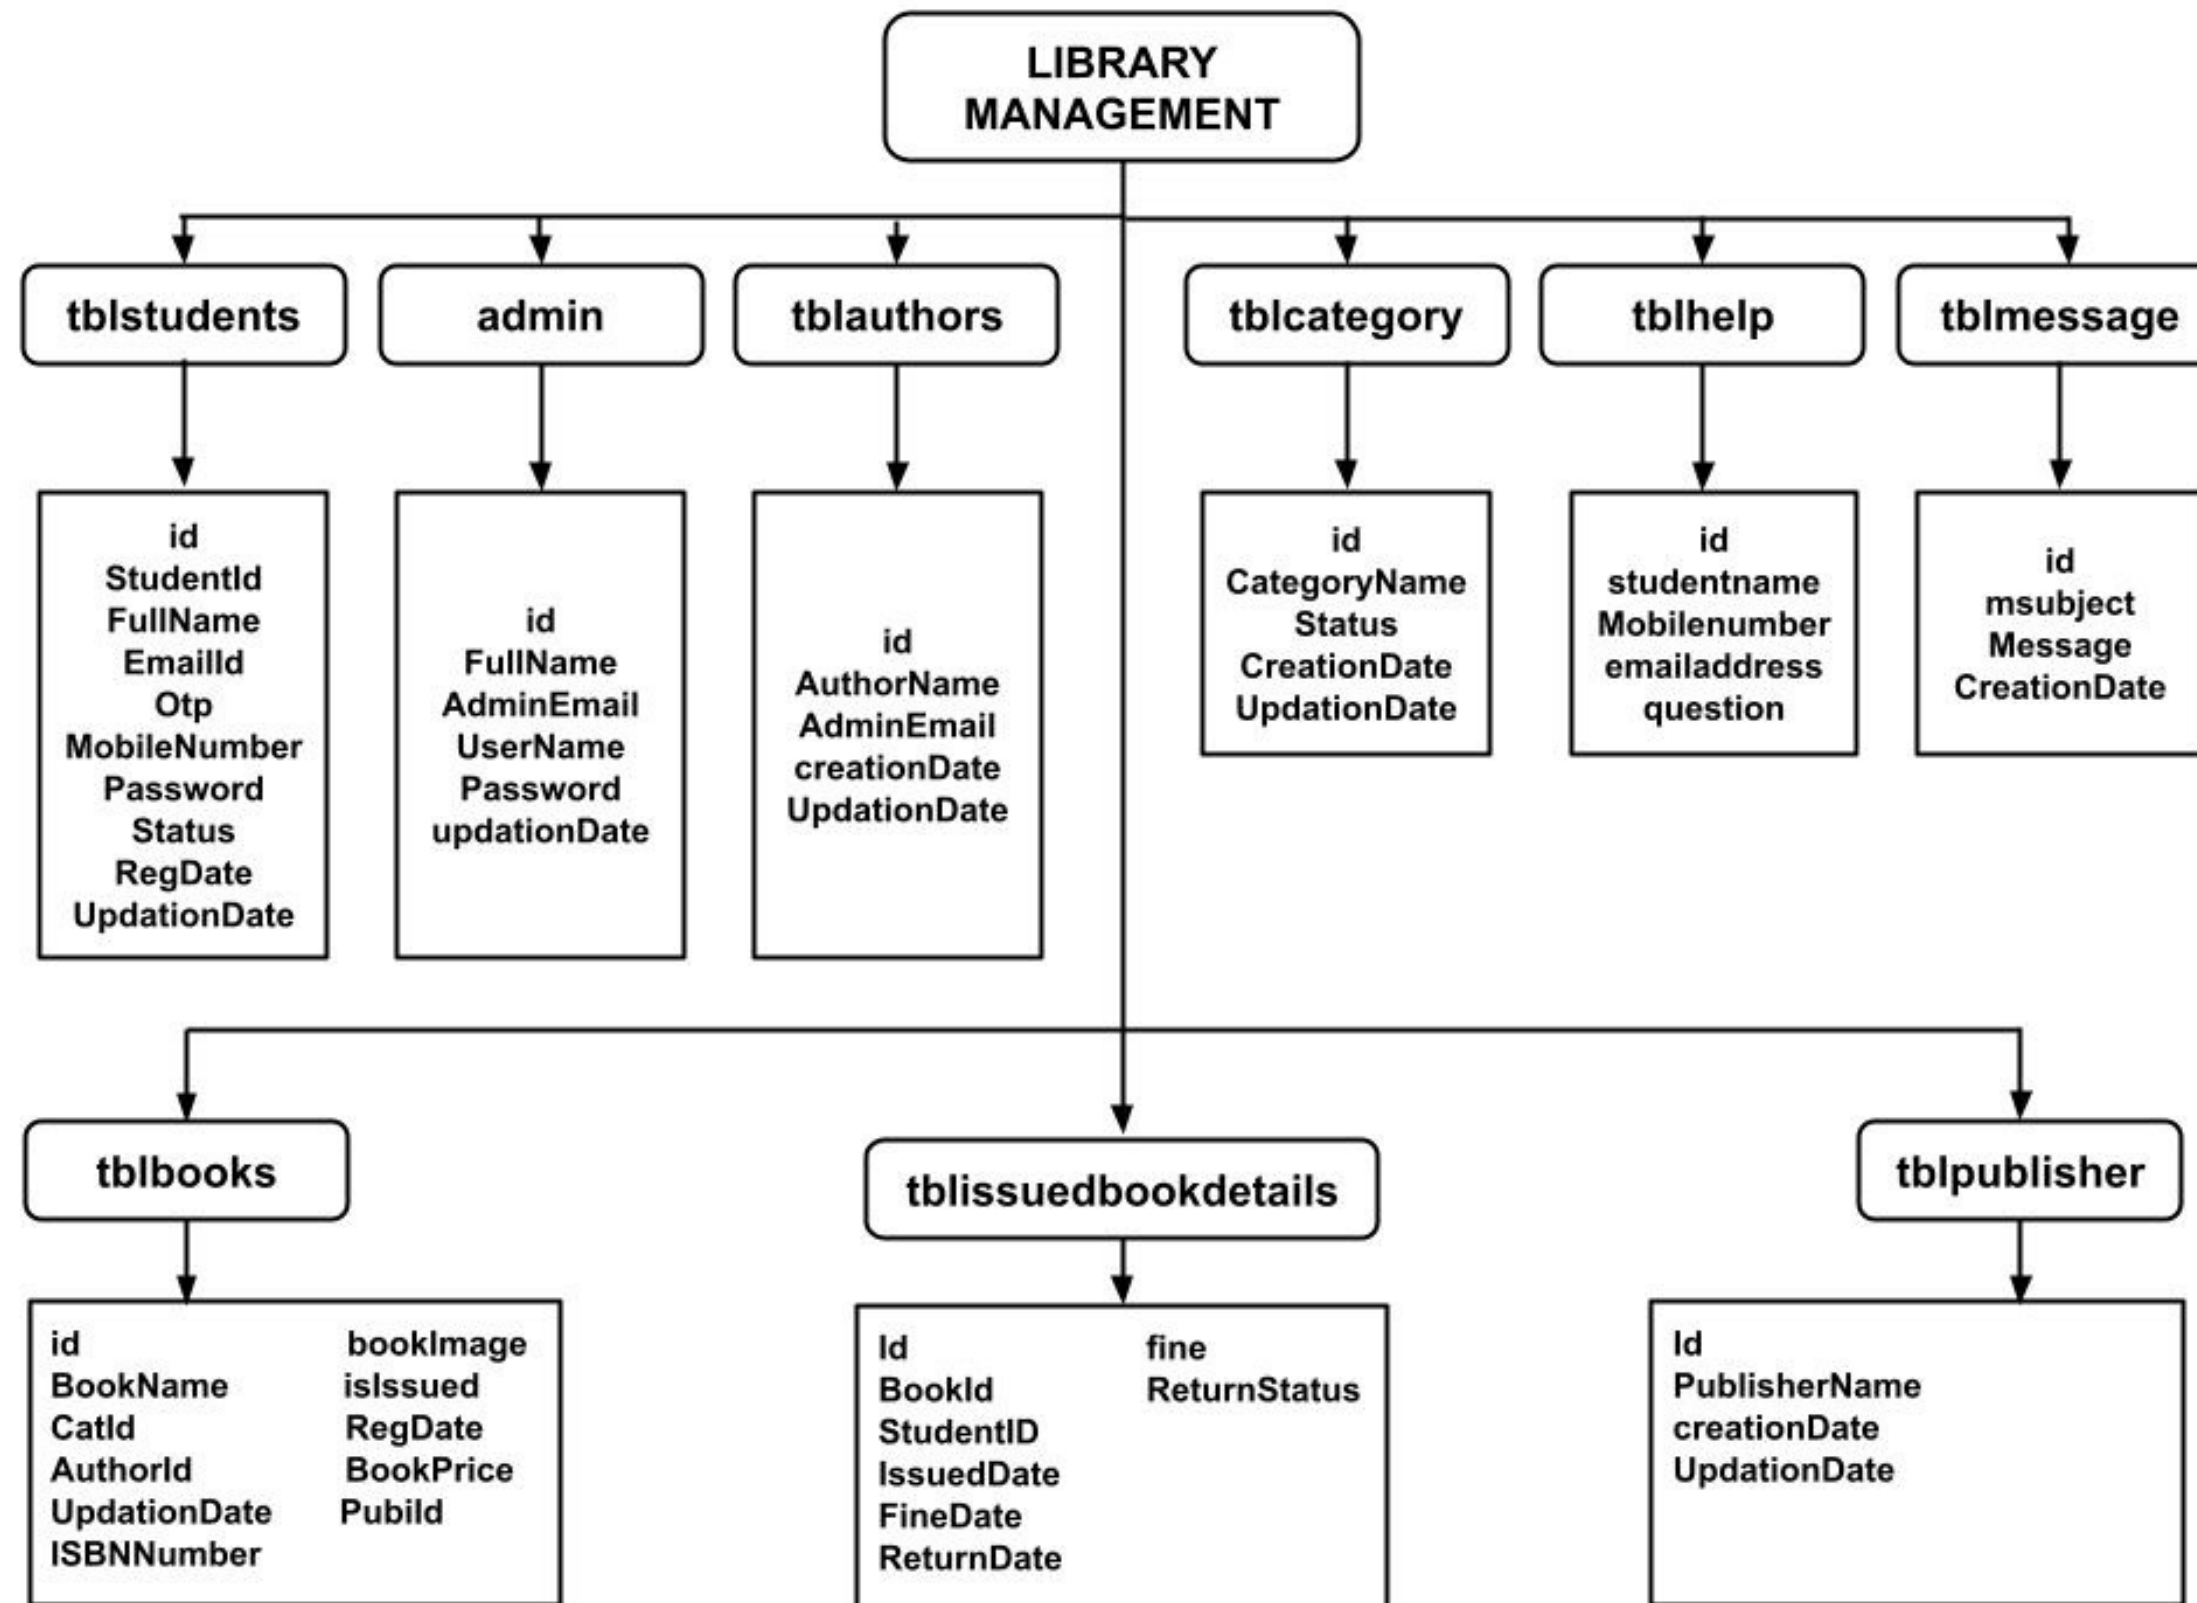 LIBRARY
MANAGEMENT
tblstudents
admin
tblauthors
tblcategory
tblhelp
tblmessage
id
StudentId
FullName
EmailId
Otp
MobileNumber
Password
Status
RegDate
UpdationDate
id
FullName
AdminEmail
UserName
Password
updationDate
id
AuthorName
AdminEmail
creationDate
UpdationDate
id
CategoryName
Status
CreationDate
UpdationDate
id
studentname
Mobilenumber
emailaddress
question
id
msubject
Message
CreationDate
tblbooks
tblissuedbookdetails
tblpublisher
id
BookName
CatId
AuthorId
UpdationDate
ISBNNumber
bookImage
isIssued
RegDate
BookPrice
PubiId
Id
BookId
StudentID
IssuedDate
FineDate
ReturnDate
fine
ReturnStatus
Id
PublisherName
creationDate
UpdationDate